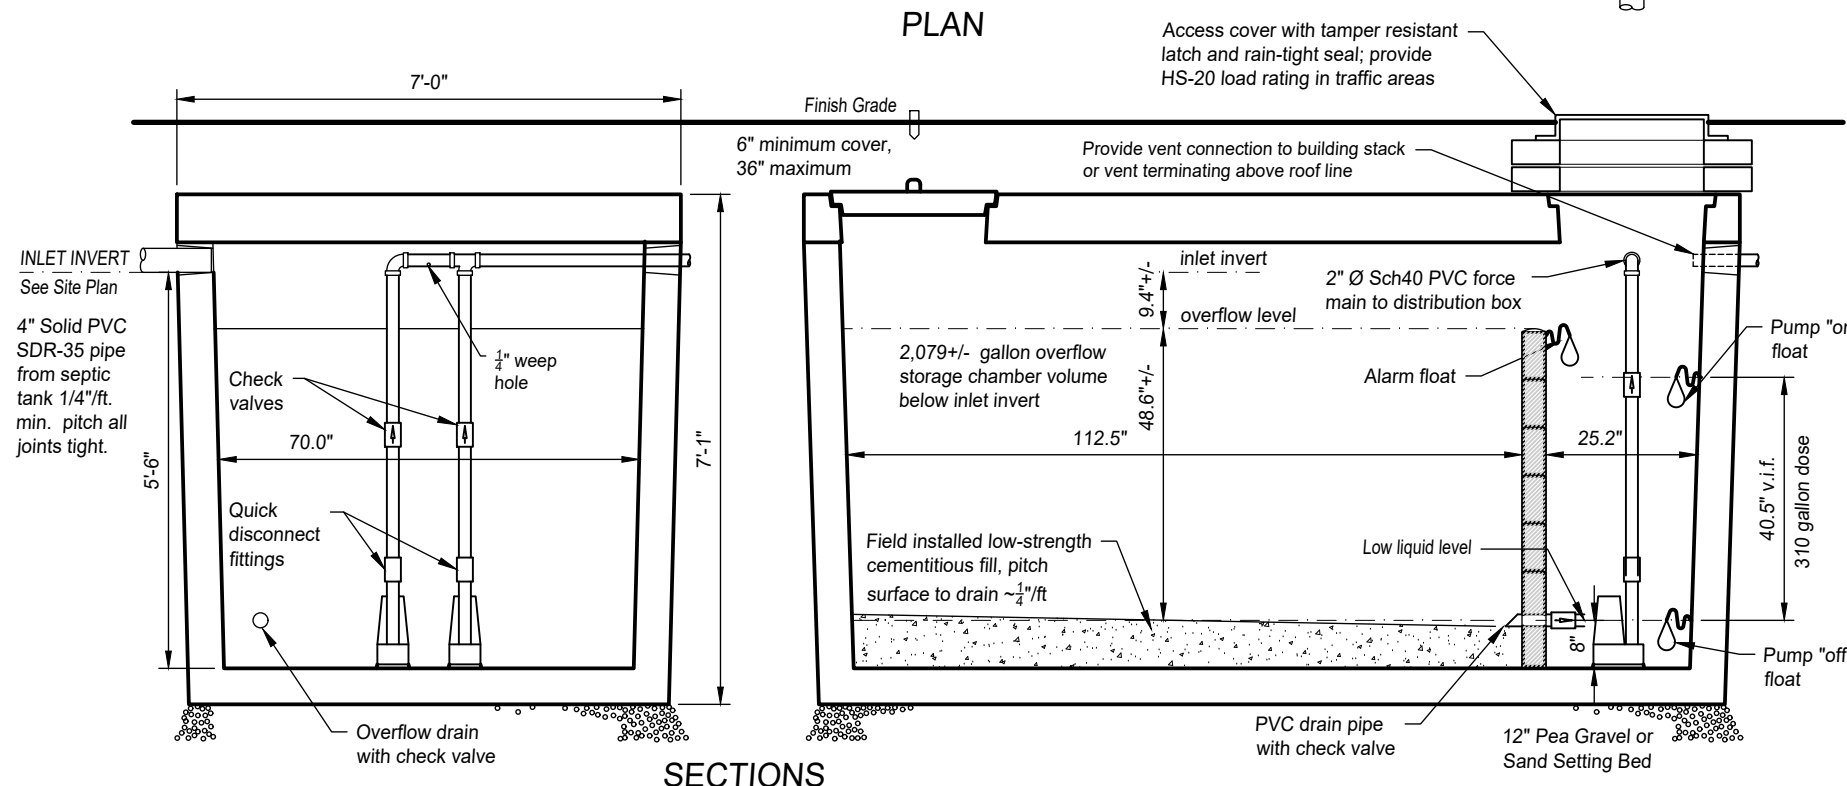 PLAN
Access cover with tamper resistant
latch and rain-tight seal; provide
HS-20 load rating in traffic areas
7'-0"
Finish Grade
6" minimum cover,
36" maximum
Provide vent connection to building stack
or vent terminating above roof line
INLET INVERT
See Site Plan
4" Solid PVC
SDR-35 pipe
from septic
tank 1/4"/ft.
min. pitch all
joints tight.
5'-6"
Check
valves
1/4" weep
hole
70.0"
Quick
disconnect
fittings
7'-1"
Overflow drain
with check valve
inlet invert
9.4"+/-
overflow level
2,079+/- gallon overflow
storage chamber volume
below inlet invert
48.6"+/-
112.5"
2" Ø Sch40 PVC force
main to distribution box
Alarm float
Pump "on
float
25.2"
40.5" v.i.f.
310 gallon dose
Field installed low-strength
cementitious fill, pitch
surface to drain ~1/4"/ft
Low liquid level
8"
Pump "off
float
PVC drain pipe
with check valve
12" Pea Gravel or
Sand Setting Bed
SECTIONS